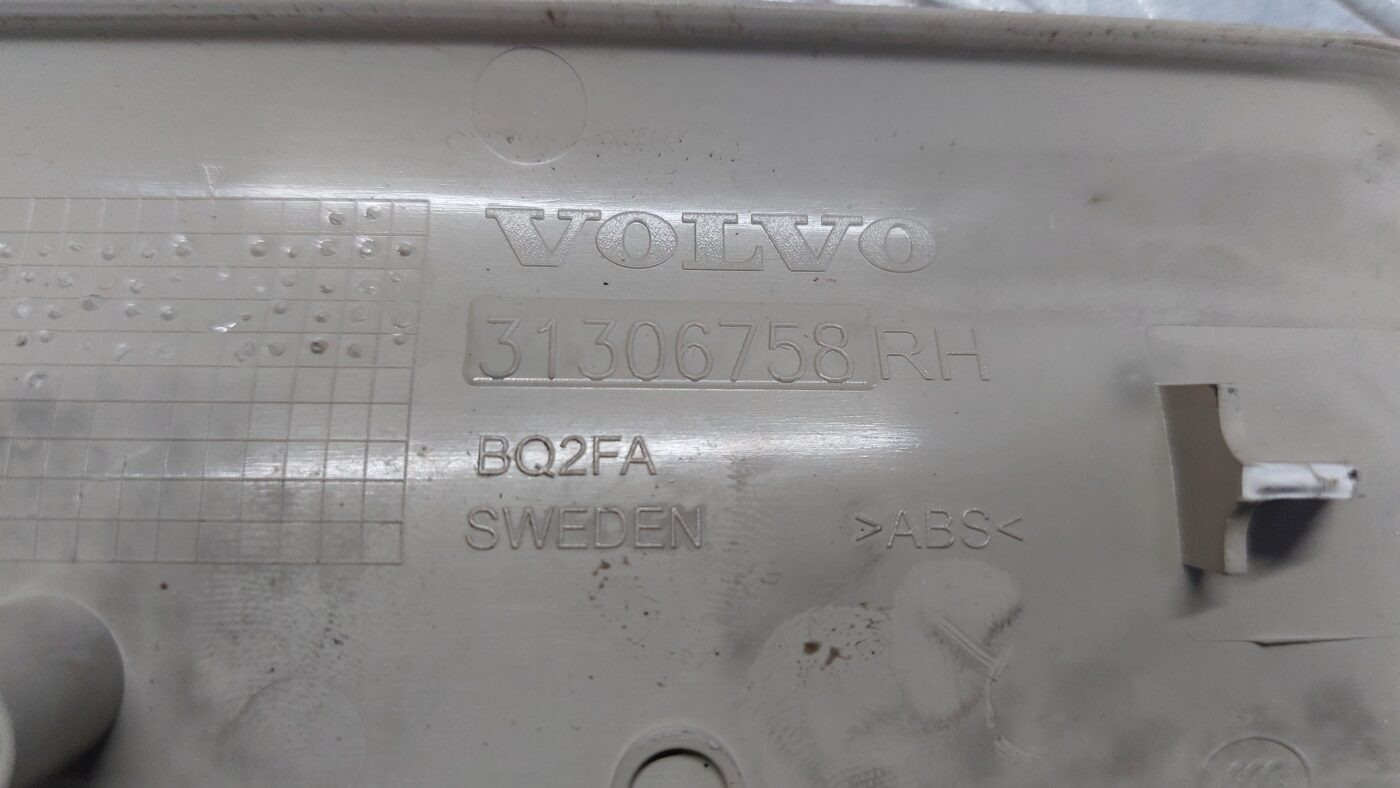 VOLVO
31306758 RH
BQ2FA
SWEDEN
>ABS<